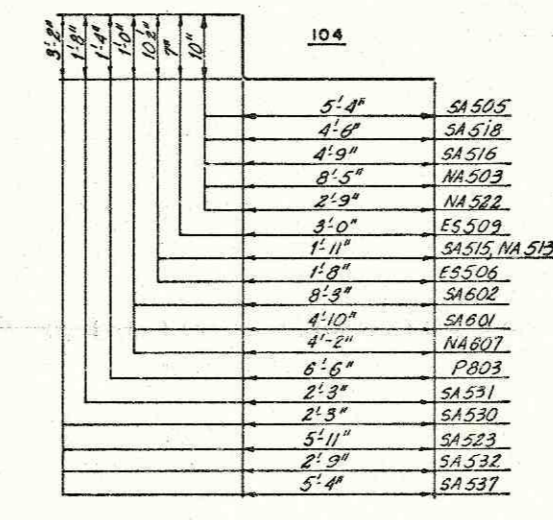 104
3'-2" 1'-8" 1'-4" 1'-0" 10½" 7" 10"
5'-4" SA505
4'-6" SA518
4'-9" SA516
8'-5" NA503
2'-9" NA522
3'-0" ES509
1'-11" SA515, NA513
1'-8" ES506
8'-3" SA602
4'-10" SA601
4'-2" NA607
6'-6" P803
2'-3" SA531
2'-3" SA530
5'-11" SA523
2'-9" SA532
5'-4" SA537